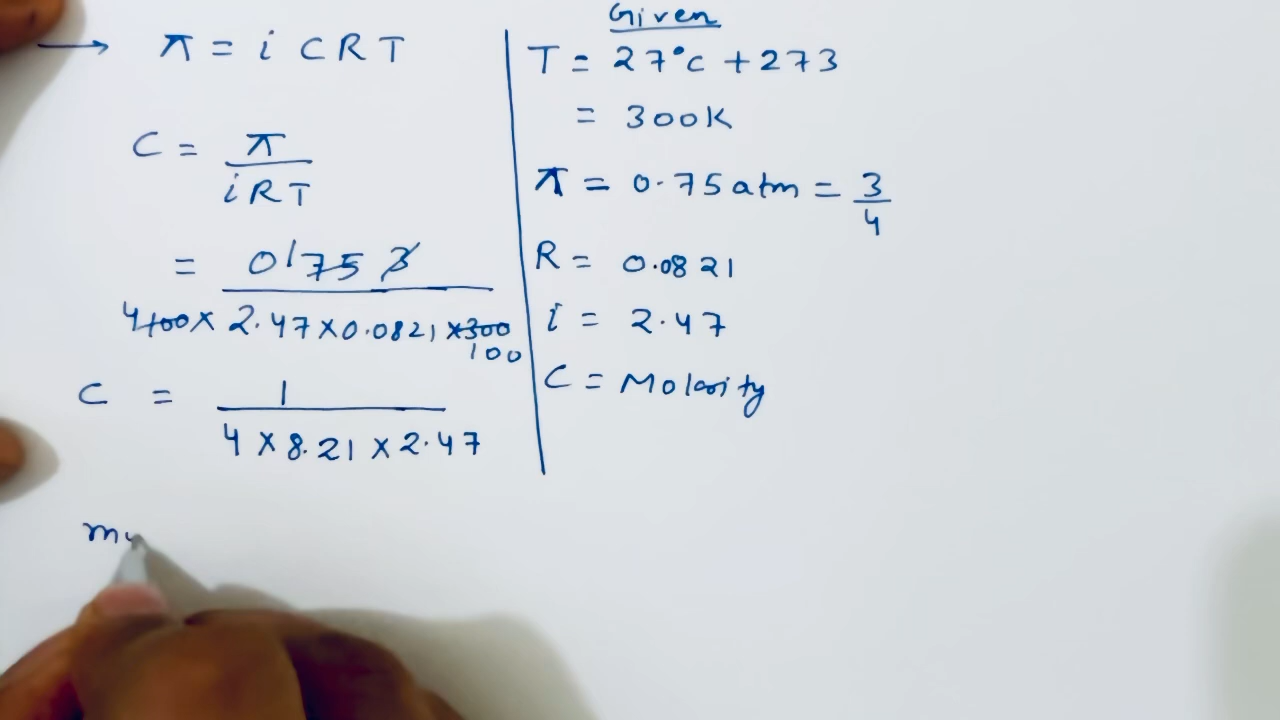 → π = i C R T
C = π / iRT
= 0.75 3 / 4 100 × 2.47 × 0.0821 × 300 100
C = 1 / 4 × 8.21 × 2.47
Given
T = 27°c + 273
= 300K
π = 0.75 atm = 3/4
R = 0.0821
i = 2.47
C = Molarity